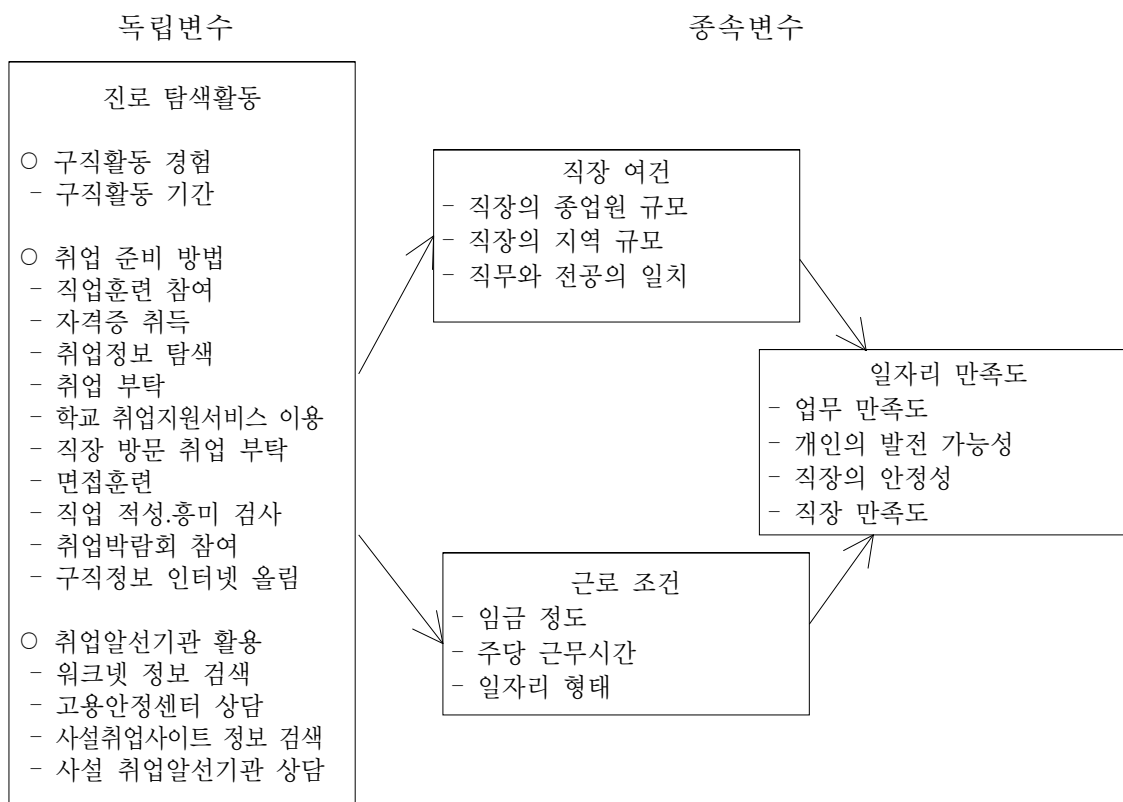 독립변수
종속변수
진로 탐색활동
○ 구직활동 경험
- 구직활동 기간
○ 취업 준비 방법
- 직업훈련 참여
- 자격증 취득
- 취업정보 탐색
- 취업 부탁
- 학교 취업지원서비스 이용
- 직장 방문 취업 부탁
- 면접훈련
- 직업 적성.흥미 검사
- 취업박람회 참여
- 구직정보 인터넷 올림
○ 취업알선기관 활용
- 워크넷 정보 검색
- 고용안정센터 상담
- 사설취업사이트 정보 검색
- 사설 취업알선기관 상담
직장 여건
- 직장의 종업원 규모
- 직장의 지역 규모
- 직무와 전공의 일치
근로 조건
- 임금 정도
- 주당 근무시간
- 일자리 형태
일자리 만족도
- 업무 만족도
- 개인의 발전 가능성
- 직장의 안정성
- 직장 만족도